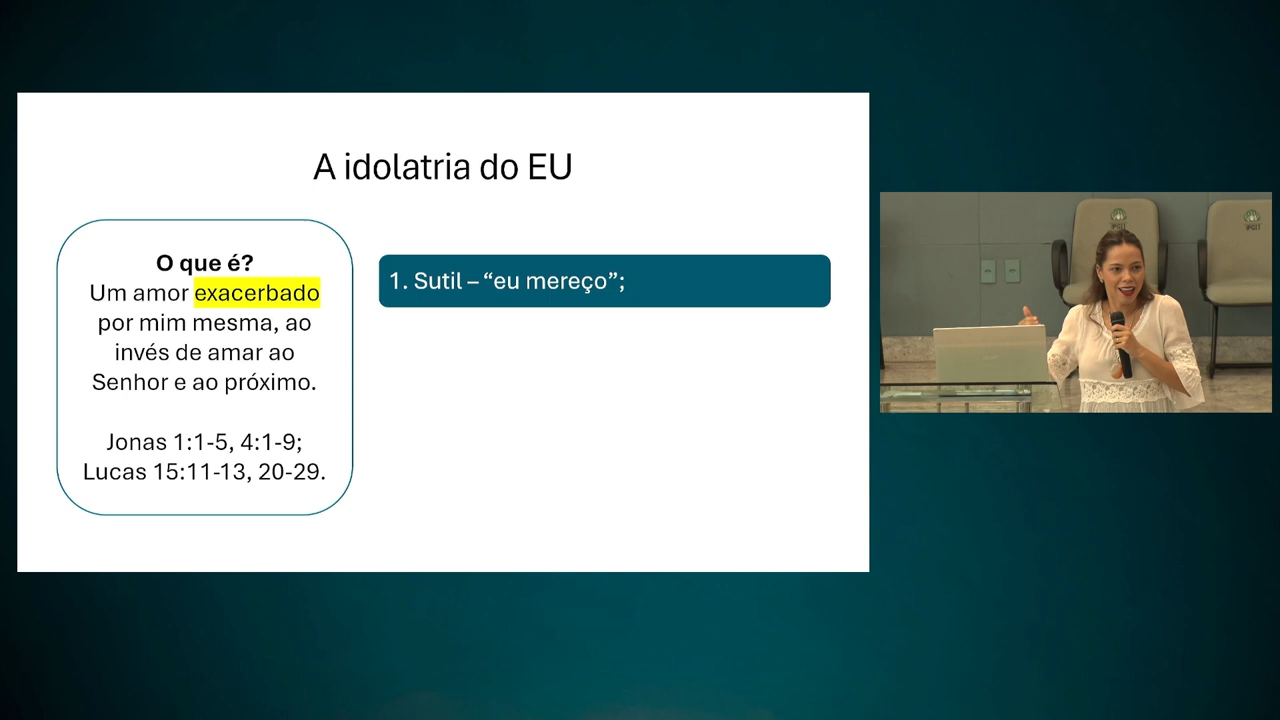 A idolatria do EU
O que é?
Um amor exacerbado
por mim mesma, ao
invés de amar ao
Senhor e ao próximo.
Jonas 1:1-5, 4:1-9;
Lucas 15:11-13, 20-29.
1. Sutil – “eu mereço”;